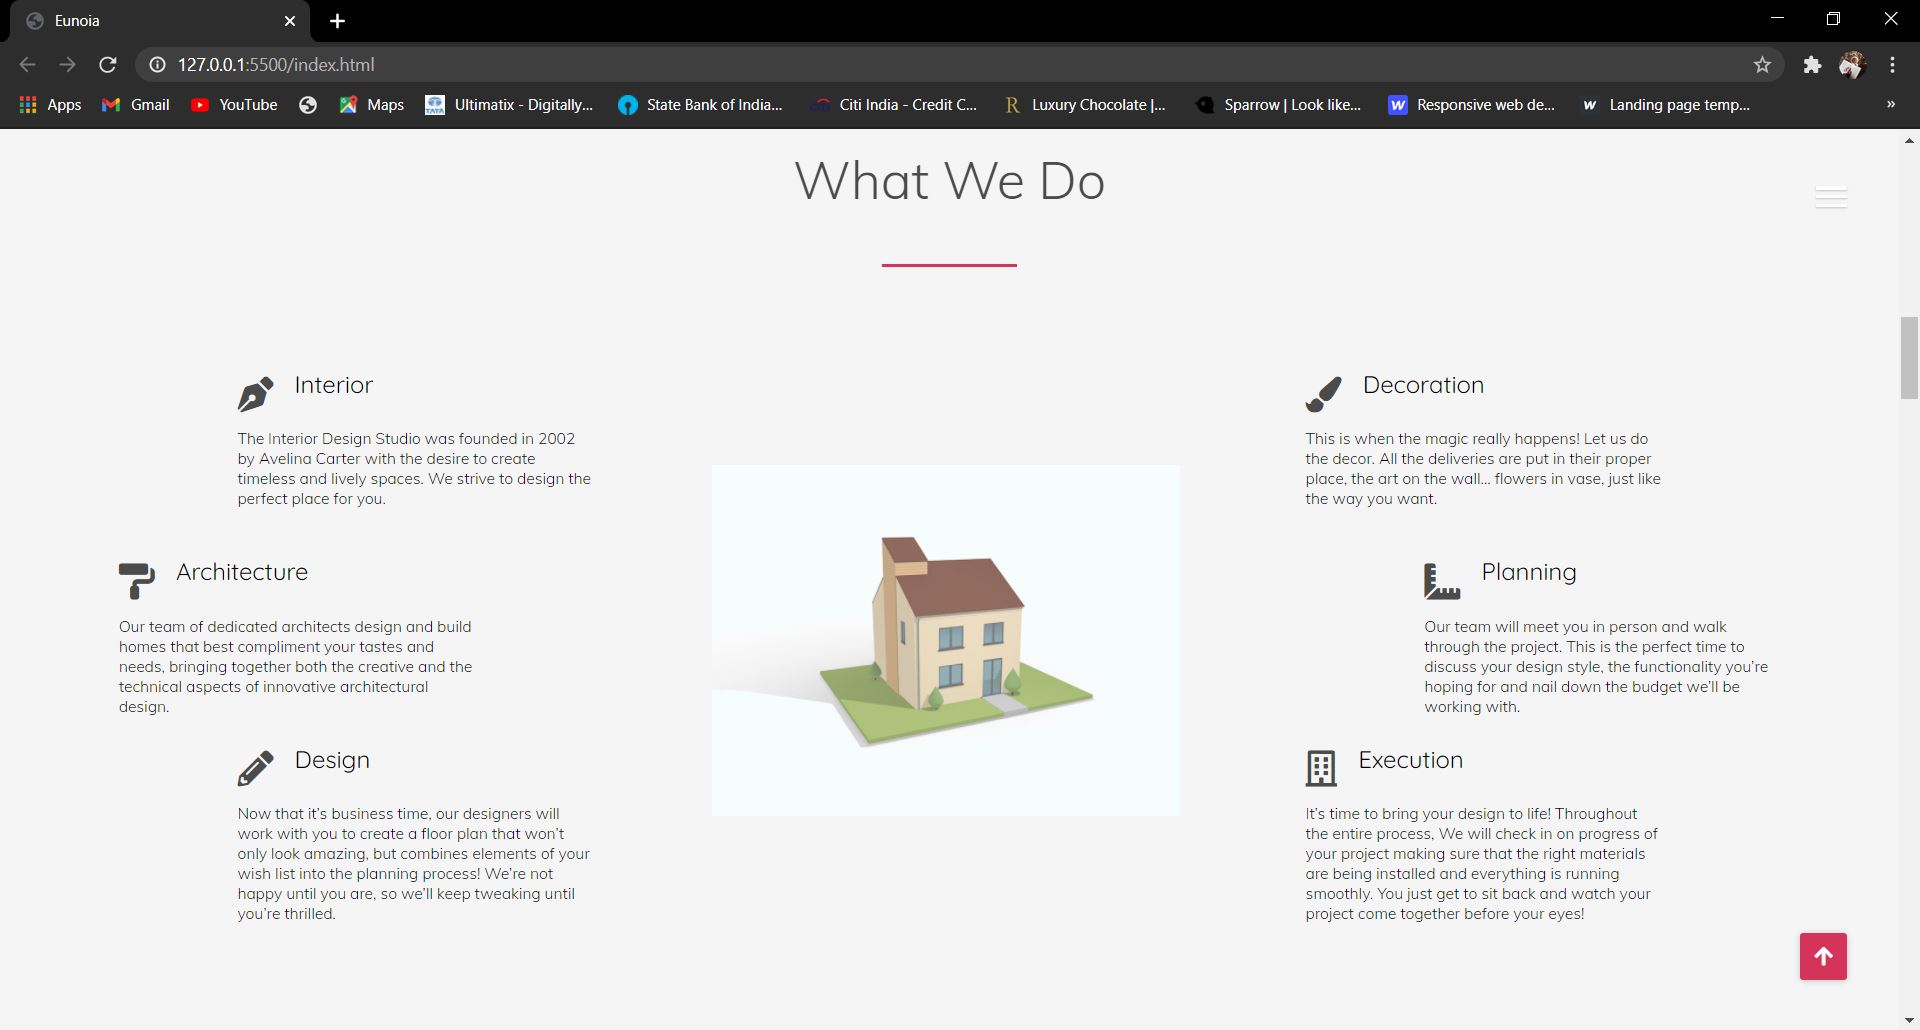 Eunoia
127.0.0.1:5500/index.html
Apps Gmail YouTube Maps Ultimatix - Digitally... State Bank of India... Citi India - Credit C... Luxury Chocolate |... Sparrow | Look like... Responsive web de... Landing page temp... »
What We Do
Interior
The Interior Design Studio was founded in 2002
by Avelina Carter with the desire to create
timeless and lively spaces. We strive to design the
perfect place for you.
Architecture
Our team of dedicated architects design and build
homes that best compliment your tastes and
needs, bringing together both the creative and the
technical aspects of innovative architectural
design.
Design
Now that it's business time, our designers will
work with you to create a floor plan that won't
only look amazing, but combines elements of your
wish list into the planning process! We're not
happy until you are, so we'll keep tweaking until
you're thrilled.
Decoration
This is when the magic really happens! Let us do
the decor. All the deliveries are put in their proper
place, the art on the wall... flowers in vase, just like
the way you want.
Planning
Our team will meet you in person and walk
through the project. This is the perfect time to
discuss your design style, the functionality you're
hoping for and nail down the budget we'll be
working with.
Execution
It's time to bring your design to life! Throughout
the entire process, We will check in on progress of
your project making sure that the right materials
are being installed and everything is running
smoothly. You just get to sit back and watch your
project come together before your eyes!